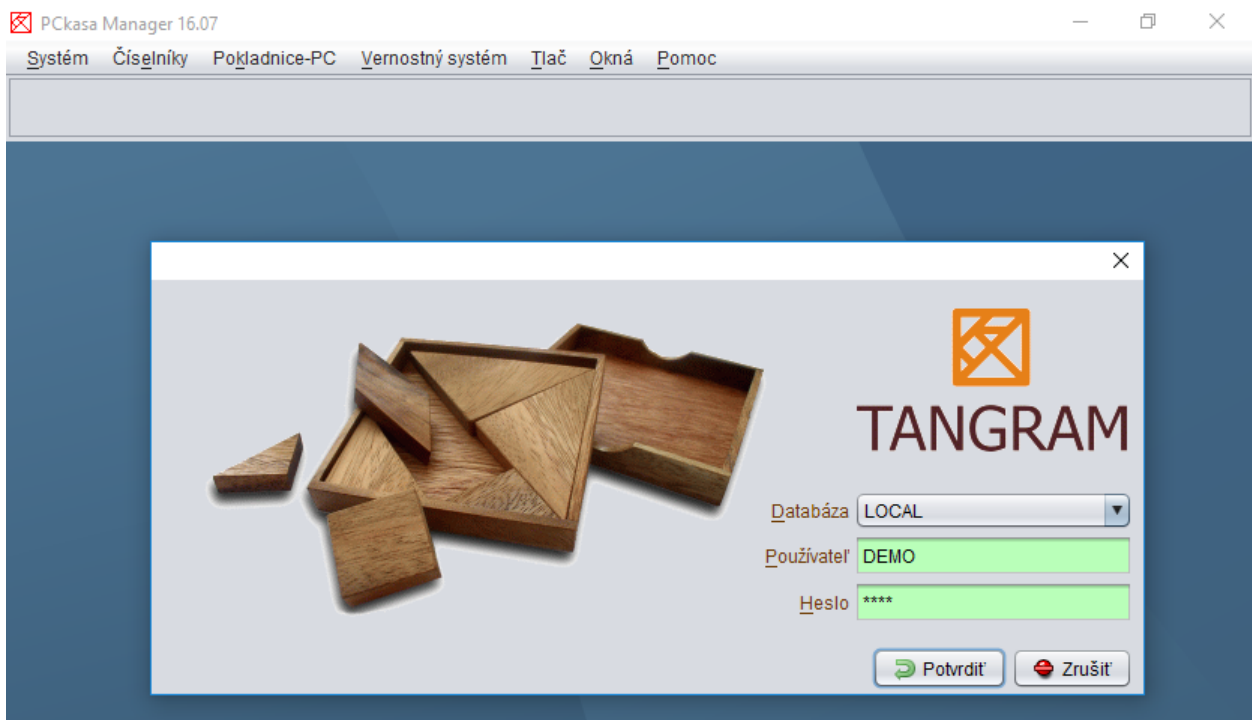 PCkasa Manager 16.07
Systém Číselníky Pokladnice-PC Vernostný systém Tlač Okná Pomoc
TANGRAM
Databáza LOCAL
Používateľ DEMO
Heslo ****
Potvrdiť Zrušiť